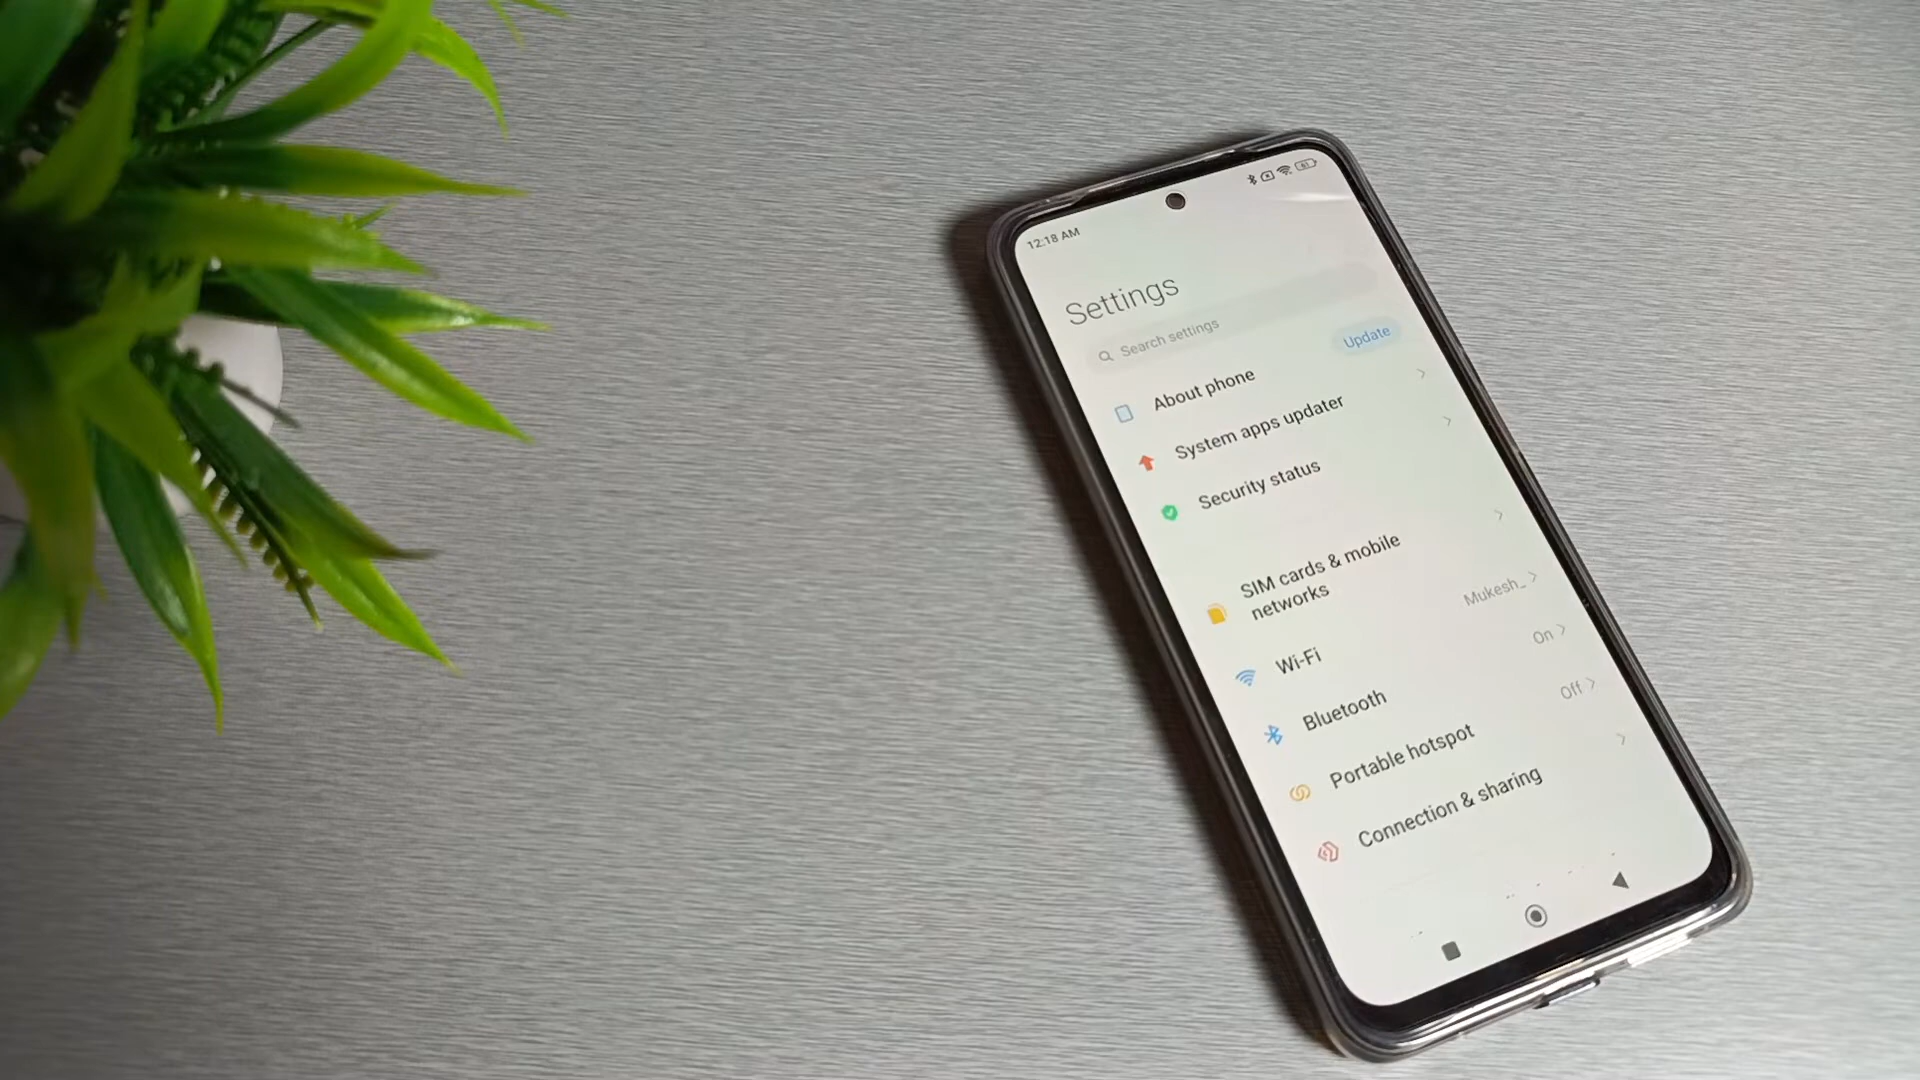 12:18 AM
61
Settings
Search settings
About phone
Update
System apps updater
Security status
SIM cards & mobile
networks
Wi-Fi
Mukesh_
Bluetooth
On
Portable hotspot
Off
Connection & sharing